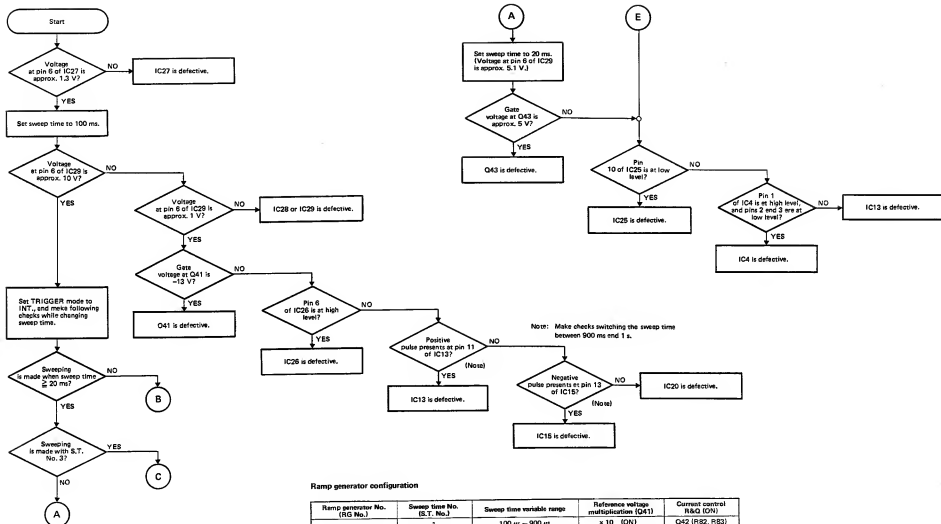 Start
Voltage
at pin 6 of IC27 is
approx. 1.3 V?
NO
IC27 is defective.
YES
Set sweep time to 100 ms.
Voltage
at pin 6 of IC29 is
approx. 10 V?
NO
YES
Voltage
at pin 6 of IC29 is
approx. 1 V?
NO
IC28 or IC29 is defective.
YES
Gate
voltage at Q41 is
-13 V?
NO
YES
Q41 is defective.
Pin 6
of IC26 is at high
level?
NO
YES
IC26 is defective.
Positive
pulse presents at pin 11
of IC13?
(Note)
NO
YES
IC13 is defective.
Note: Make checks switching the sweep time
between 900 ms end 1 s.
Negative
pulse presents et pin 13
of IC15?
(Note)
NO
IC20 is defective.
YES
IC15 is defective.
Set TRIGGER mode to
INT., and meke following
checks while changing
sweep time.
Sweeping
is made when sweep time
≧ 20 ms?
NO
B
YES
Sweeping
is made with S.T.
No. 3?
YES
C
NO
A
A
Set sweep time to 20 ms.
(Voltage at pin 6 of IC29
is approx. 5.1 V.)
Gate
voltage at Q43 is
approx. 5 V?
NO
YES
Q43 is defective.
E
Pin
10 of IC25 is at low
level?
NO
YES
IC25 is defective.
Pin 1
of IC4 is et high level,
and pins 2 end 3 ere at
low level?
NO
IC13 is defective.
YES
IC4 is defective.
Ramp generator configuration
Ramp generator No.
(RG No.)
Sweep time No.
(S.T. No.)
Sweep time variable range
Reference voltage
multiplication (Q41)
Current control
R&Q (ON)
100 μs — 900 μs
x 10 (ON)
Q42 (R82, R83)